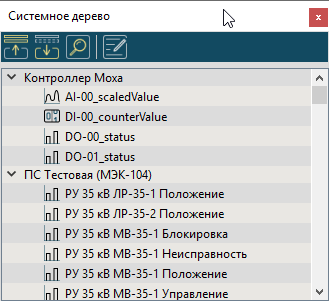 Системное дерево
Контроллер Моха
AI-00_scaledValue
DI-00_counterValue
DO-00_status
DO-01_status
ПС Тестовая (МЭК-104)
РУ 35 кВ ЛР-35-1 Положение
РУ 35 кВ ЛР-35-2 Положение
РУ 35 кВ МВ-35-1 Блокировка
РУ 35 кВ МВ-35-1 Неисправность
РУ 35 кВ МВ-35-1 Положение
РУ 35 кВ МВ-35-1 Управление